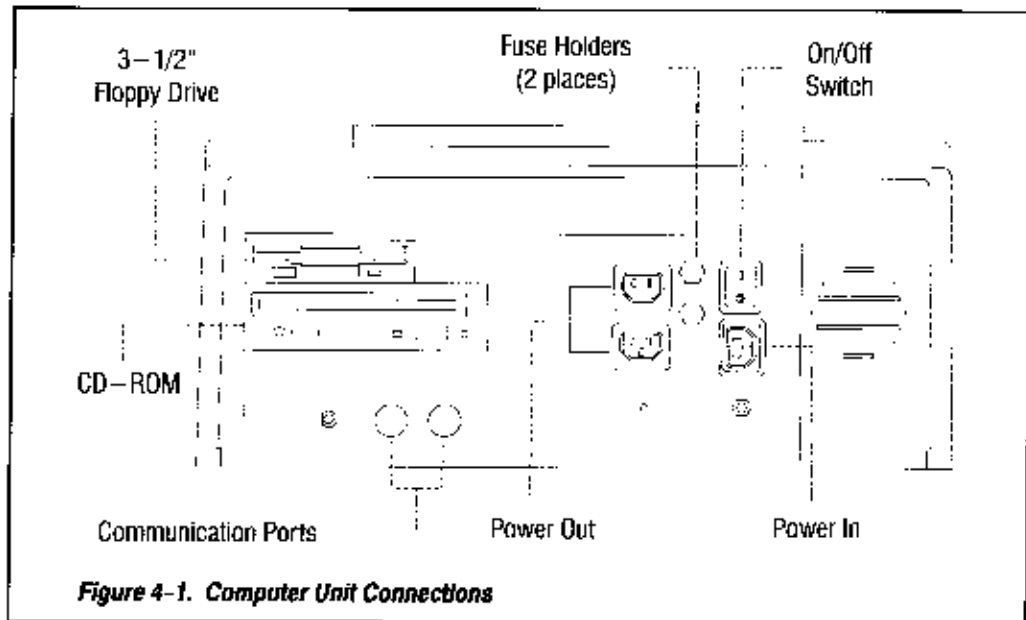 3-1/2"
Floppy Drive
Fuse Holders
(2 places)
On/Off
Switch
CD-ROM
Communication Ports
Power Out
Power In
Figure 4-1. Computer Unit Connections